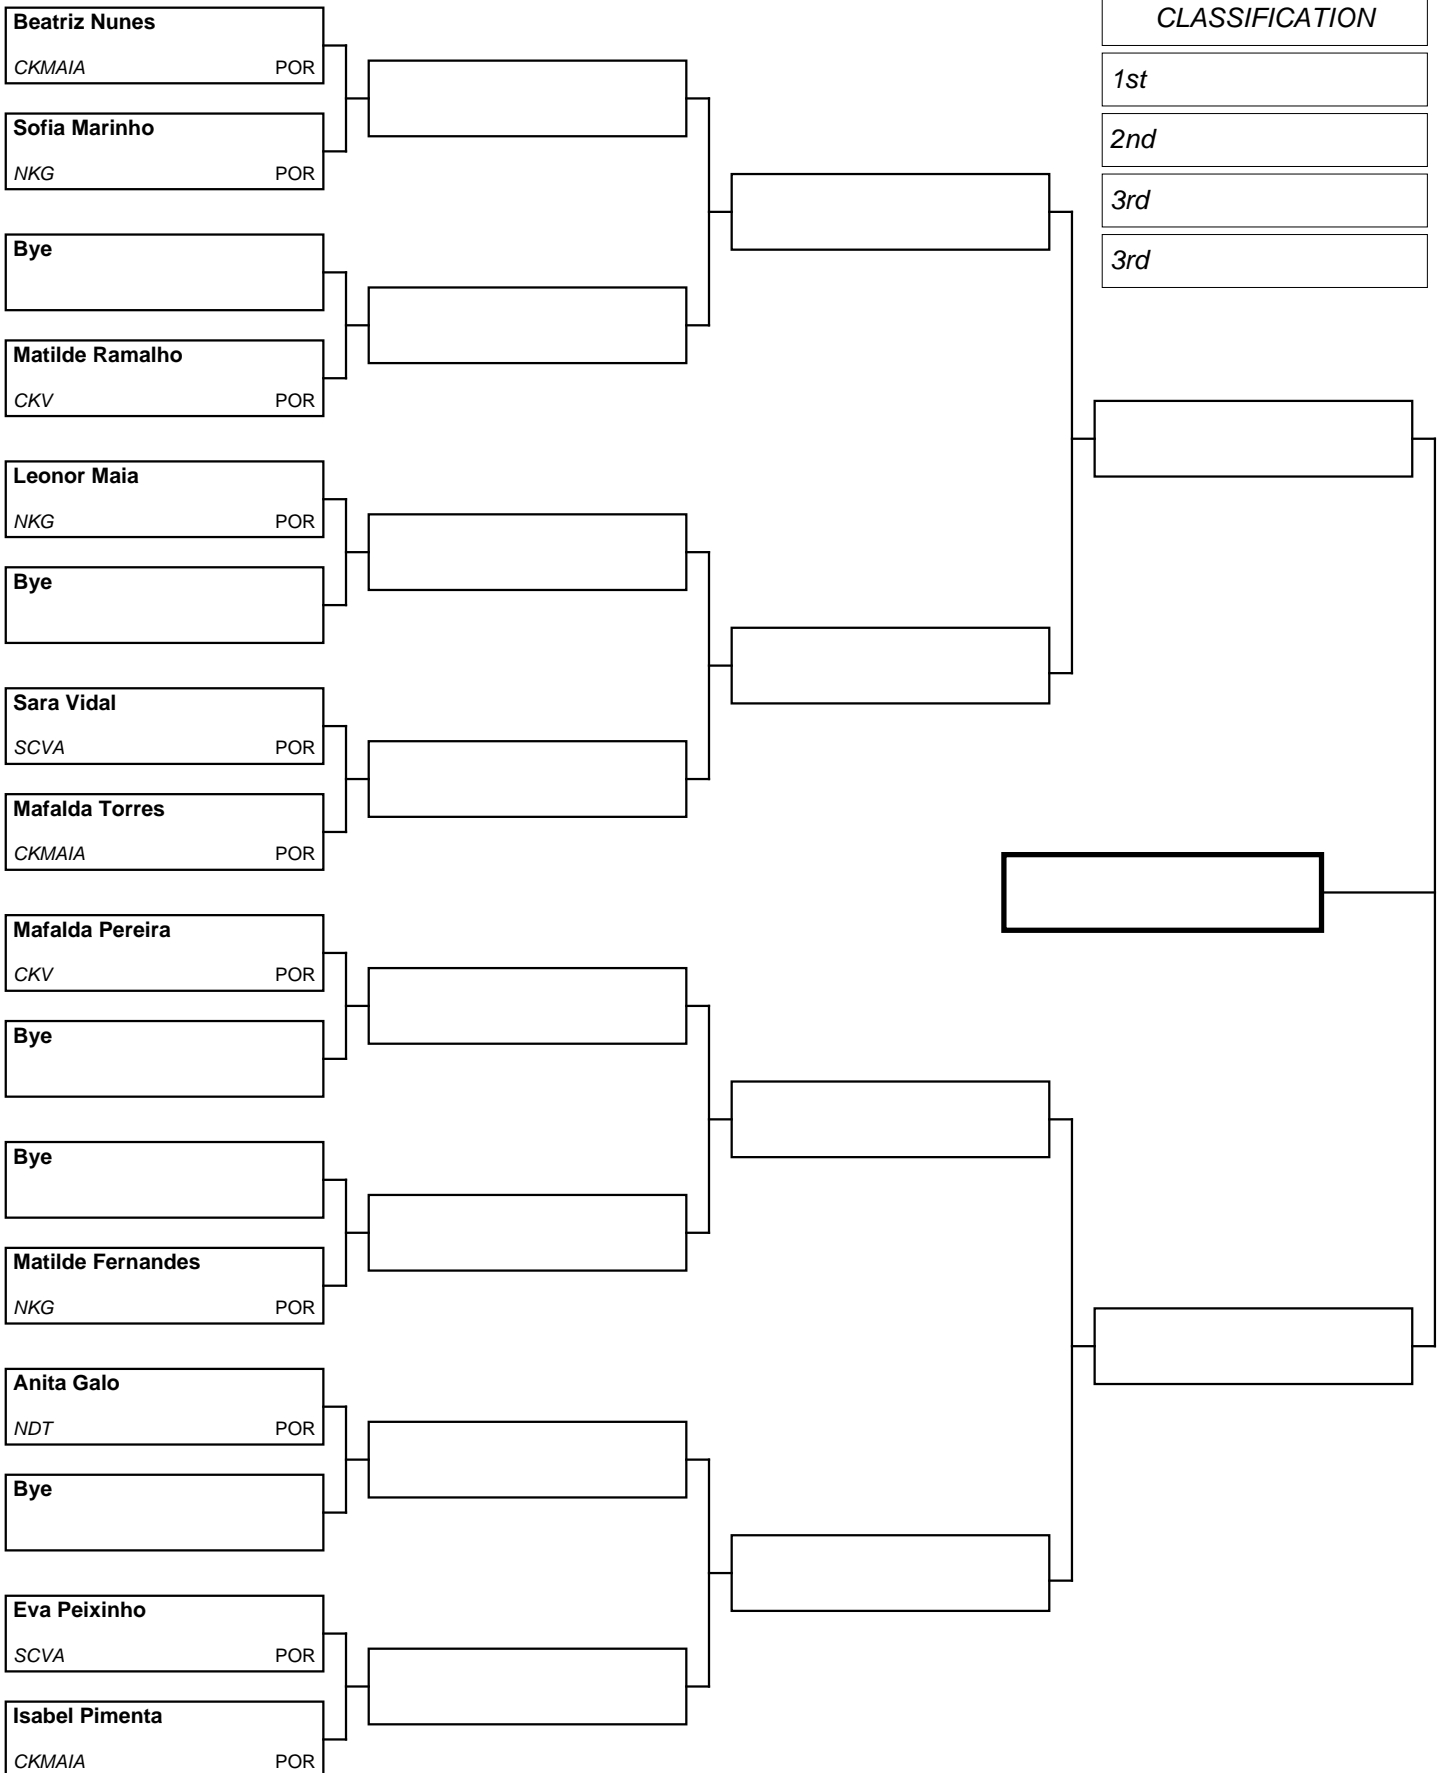 Beatriz Nunes
CKMAIA POR
Sofia Marinho
NKG POR
Bye
Matilde Ramalho
CKV POR
Leonor Maia
NKG POR
Bye
Sara Vidal
SCVA POR
Mafalda Torres
CKMAIA POR
Mafalda Pereira
CKV POR
Bye
Bye
Matilde Fernandes
NKG POR
Anita Galo
NDT POR
Bye
Eva Peixinho
SCVA POR
Isabel Pimenta
CKMAIA POR
CLASSIFICATION
1st
2nd
3rd
3rd